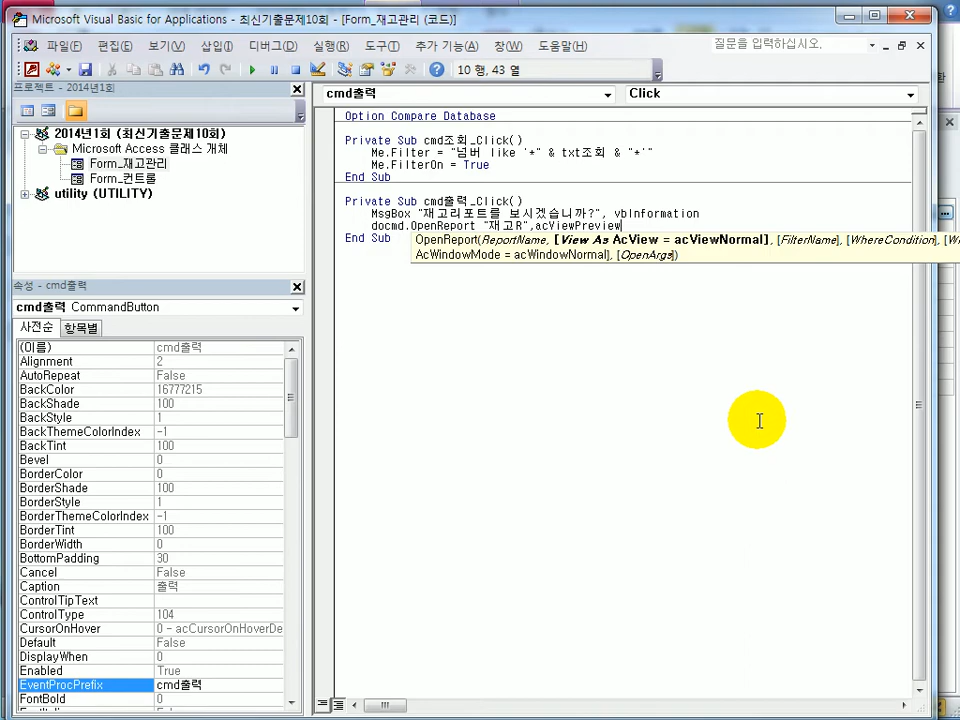 Microsoft Visual Basic for Applications - 최신기출문제10회 - [Form_재고관리 (코드)]
파일(F) 편집(E) 보기(V) 삽입(I) 디버그(D) 실행(R) 도구(T) 추가 기능(A) 창(W) 도움말(H)
질문을 입력하십시오.
10 행, 43 열
프로젝트 - 2014년1회
cmd출력
Click
2014년1회 (최신기출문제10회)
Microsoft Access 클래스 개체
Form_재고관리
Form_컨트롤
utility (UTILITY)
Option Compare Database
Private Sub cmd조회_Click()
Me.Filter = "넘버 like '*" & txt조회 & "*'"
Me.FilterOn = True
End Sub
Private Sub cmd출력_Click()
MsgBox "재고리포트를 보시겠습니까?", vbInformation
docmd.OpenReport "재고R",acViewPreview
End Sub
OpenReport(ReportName, [View As AcView = acViewNormal], [FilterName], [WhereCondition], [W
AcWindowMode = acWindowNormal], [OpenArgs])
속성 - cmd출력
cmd출력 CommandButton
사전순 항목별
(이름) cmd출력
Alignment 2
AutoRepeat False
BackColor 16777215
BackShade 100
BackStyle 1
BackThemeColorIndex -1
BackTint 100
Bevel 0
BorderColor 0
BorderShade 100
BorderStyle 1
BorderThemeColorIndex -1
BorderTint 100
BorderWidth 0
BottomPadding 30
Cancel False
Caption 출력
ControlTipText
ControlType 104
CursorOnHover 0 - acCursorOnHoverDe
Default False
DisplayWhen 0
Enabled True
EventProcPrefix cmd출력
FontBold 0